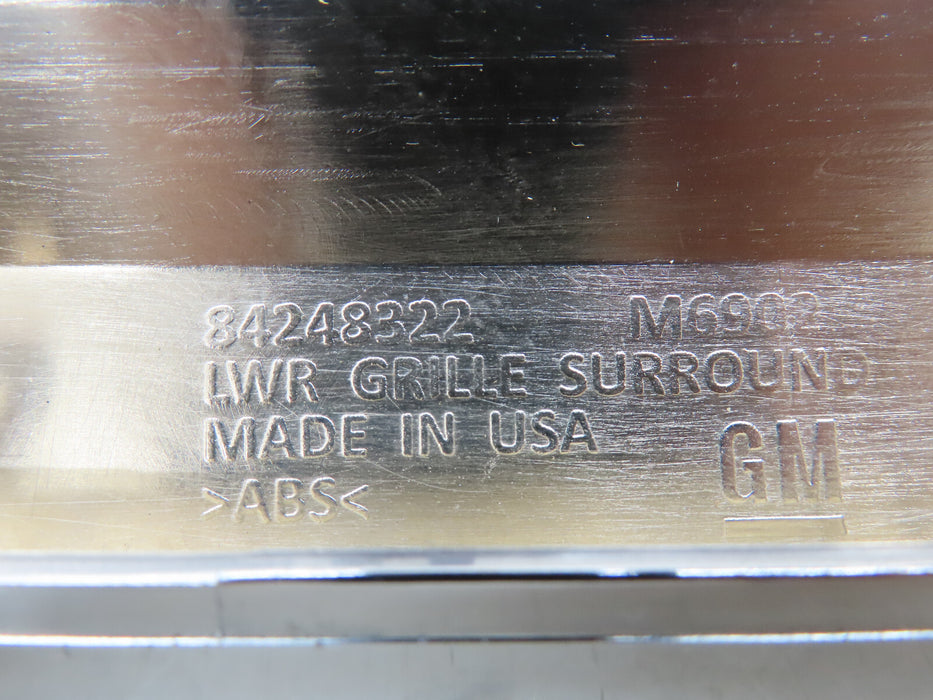 84248322 M6902
LWR GRILLE SURROUND
MADE IN USA
GM
>ABS<